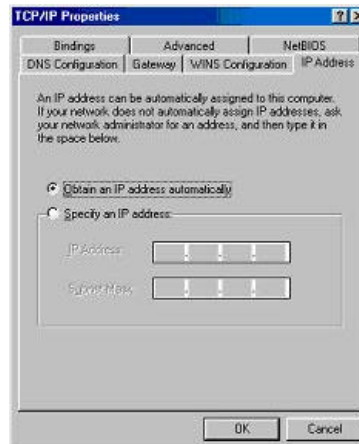 TCP/IP Properties
Bindings Advanced NetBIOS
DNS Configuration Gateway WINS Configuration IP Address
An IP address can be automatically assigned to this computer.
If your network does not automatically assign IP addresses, ask
your network administrator for an address, and then type it in
the space below.
Obtain an IP address automatically
Specify an IP address:
IP Address:
Subnet Mask:
OK Cancel